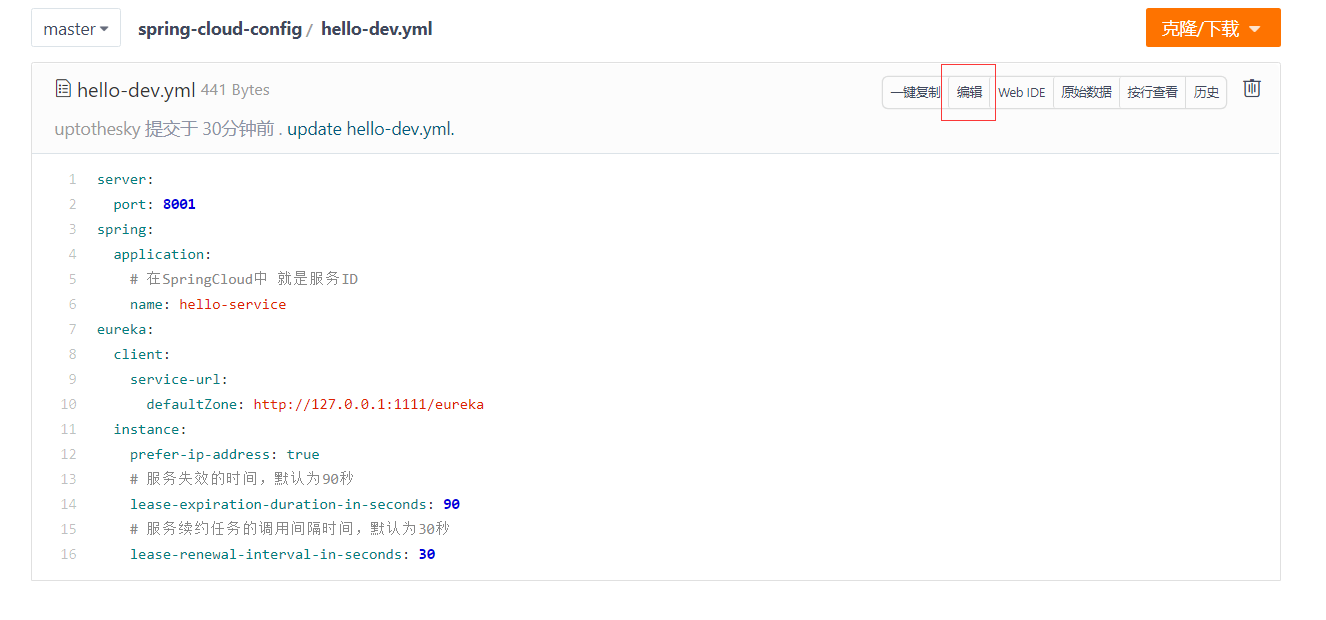 master spring-cloud-config / hello-dev.yml 克隆/下载
hello-dev.yml 441 Bytes 一键复制 编辑 Web IDE 原始数据 按行查看 历史
uptothesky 提交于 30分钟前 . update hello-dev.yml.
1 server:
2   port: 8001
3 spring:
4   application:
5     # 在SpringCloud中 就是服务ID
6     name: hello-service
7 eureka:
8   client:
9     service-url:
10       defaultZone: http://127.0.0.1:1111/eureka
11   instance:
12     prefer-ip-address: true
13     # 服务失效的时间，默认为90秒
14     lease-expiration-duration-in-seconds: 90
15     # 服务续约任务的调用间隔时间，默认为30秒
16     lease-renewal-interval-in-seconds: 30